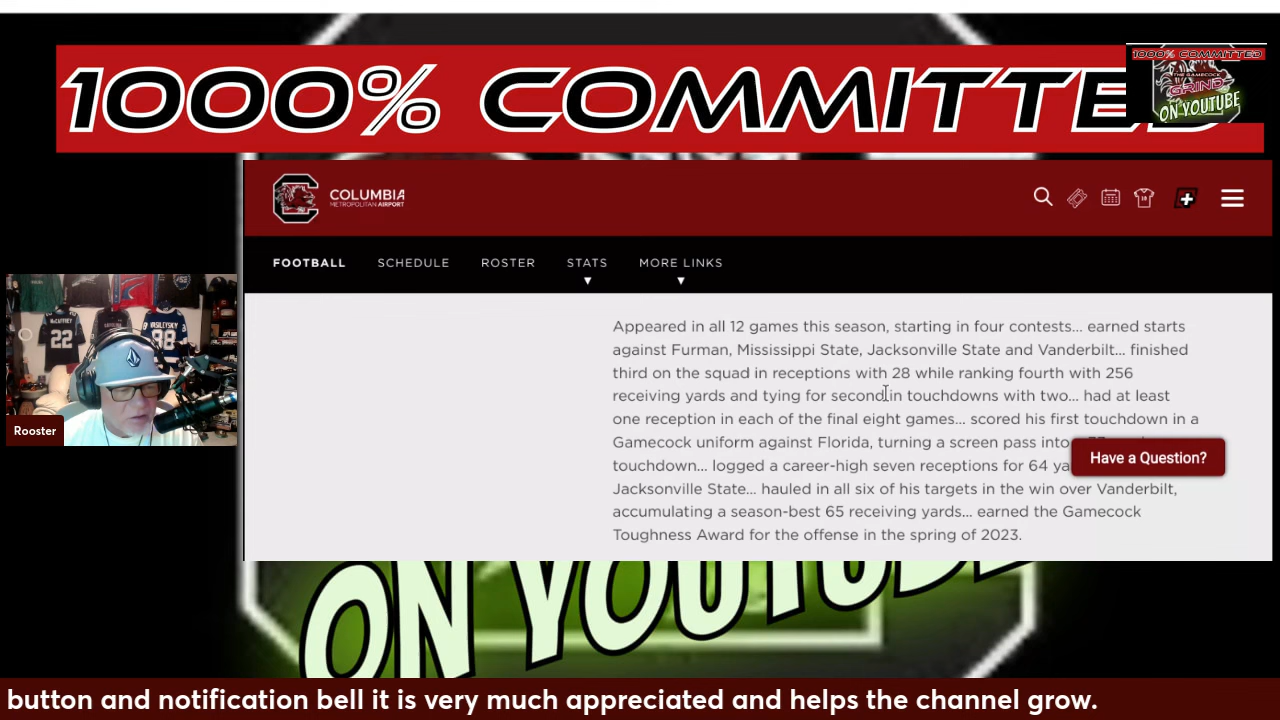 1000% COMMITTED
1000% COMMITTED
THE GAMECOCK
GRIND
ON YOUTUBE
COLUMBIA
METROPOLITAN AIRPORT
FOOTBALL SCHEDULE ROSTER STATS MORE LINKS
Appeared in all 12 games this season, starting in four contests... earned starts
against Furman, Mississippi State, Jacksonville State and Vanderbilt... finished
third on the squad in receptions with 28 while ranking fourth with 256
receiving yards and tying for second in touchdowns with two... had at least
one reception in each of the final eight games... scored his first touchdown in a
Gamecock uniform against Florida, turning a screen pass into
touchdown... logged a career-high seven receptions for 64
Jacksonville State... hauled in all six of his targets in the win over Vanderbilt,
accumulating a season-best 65 receiving yards... earned the Gamecock
Toughness Award for the offense in the spring of 2023.
Have a Question?
McCAFFREY
22
VASILEVSKY
88
Rooster
ON YOUTUBE
button and notification bell it is very much appreciated and helps the channel grow.